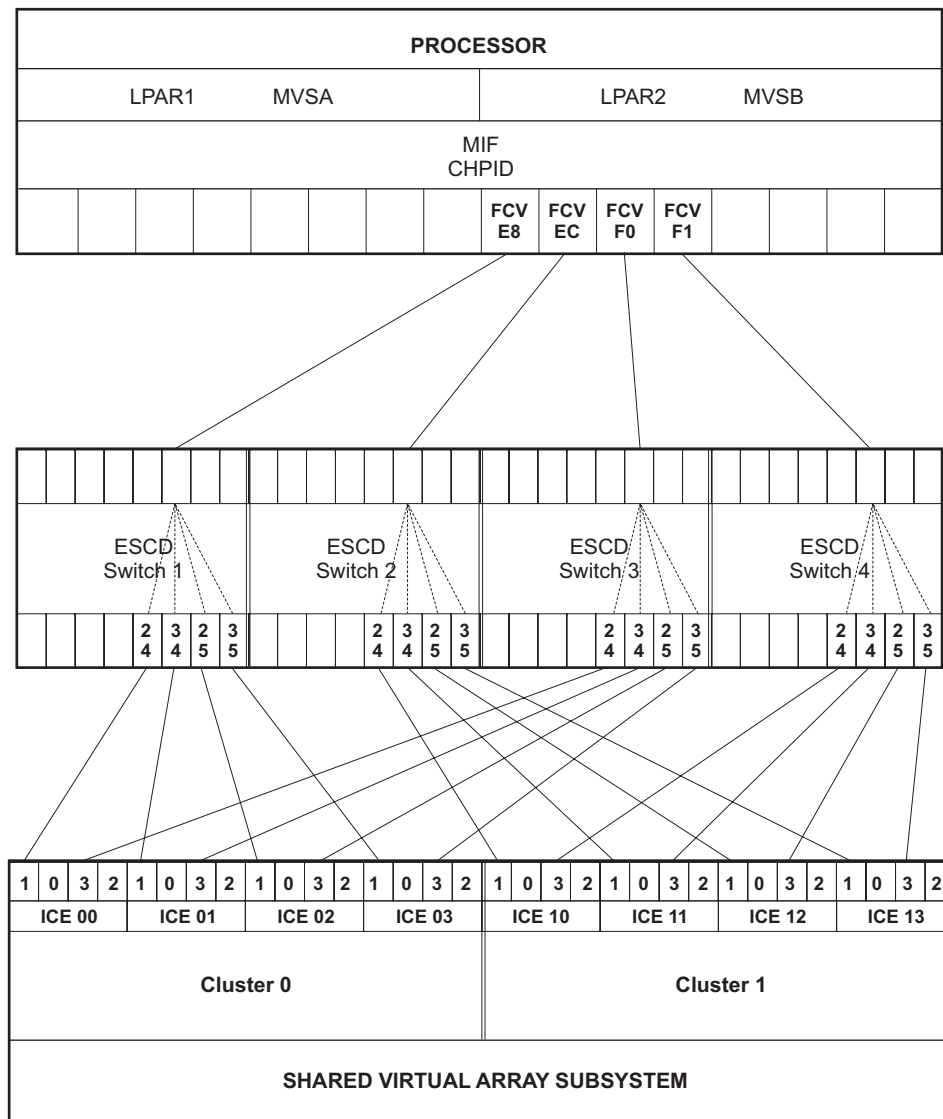 PROCESSOR
LPAR1 MVSA LPAR2 MVSB
MIF
CHPID
FCV FCV FCV FCV
E8 EC F0 F1
ESCD ESCD ESCD ESCD
Switch 1 Switch 2 Switch 3 Switch 4
2 3 2 3 2 3 2 3 2 3 2 3 2 3 2 3
4 4 5 5 4 4 5 5 4 4 5 5 4 4 5 5
1 0 3 2 1 0 3 2 1 0 3 2 1 0 3 2 1 0 3 2 1 0 3 2 1 0 3 2 1 0 3 2
ICE 00 ICE 01 ICE 02 ICE 03 ICE 10 ICE 11 ICE 12 ICE 13
Cluster 0 Cluster 1
SHARED VIRTUAL ARRAY SUBSYSTEM